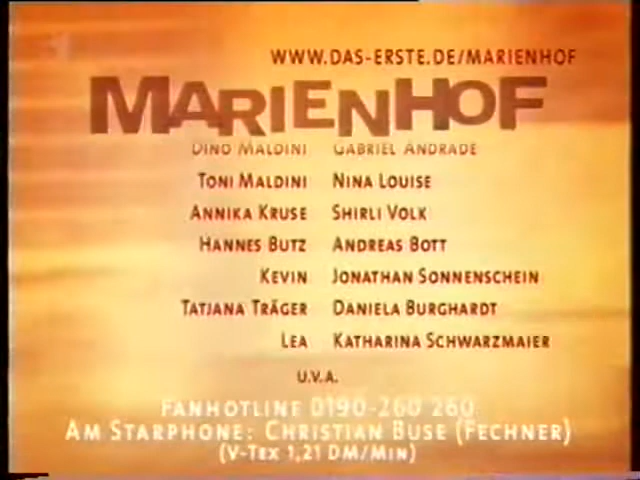 WWW.DAS-ERSTE.DE/MARIENHOF
MARIENHOF
DINO MALDINI GABRIEL ANDRADE
TONI MALDINI NINA LOUISE
ANNIKA KRUSE SHIRLI VOLK
HANNES BUTZ ANDREAS BOTT
KEVIN JONATHAN SONNENSCHEIN
TATJANA TRÄGER DANIELA BURGHARDT
LEA KATHARINA SCHWARZMAIER
U.V.A.
FANHOTLINE 0190-260 260
AM STARPHONE: CHRISTIAN BUSE (FECHNER)
(V-TEX 1,21 DM/MIN)